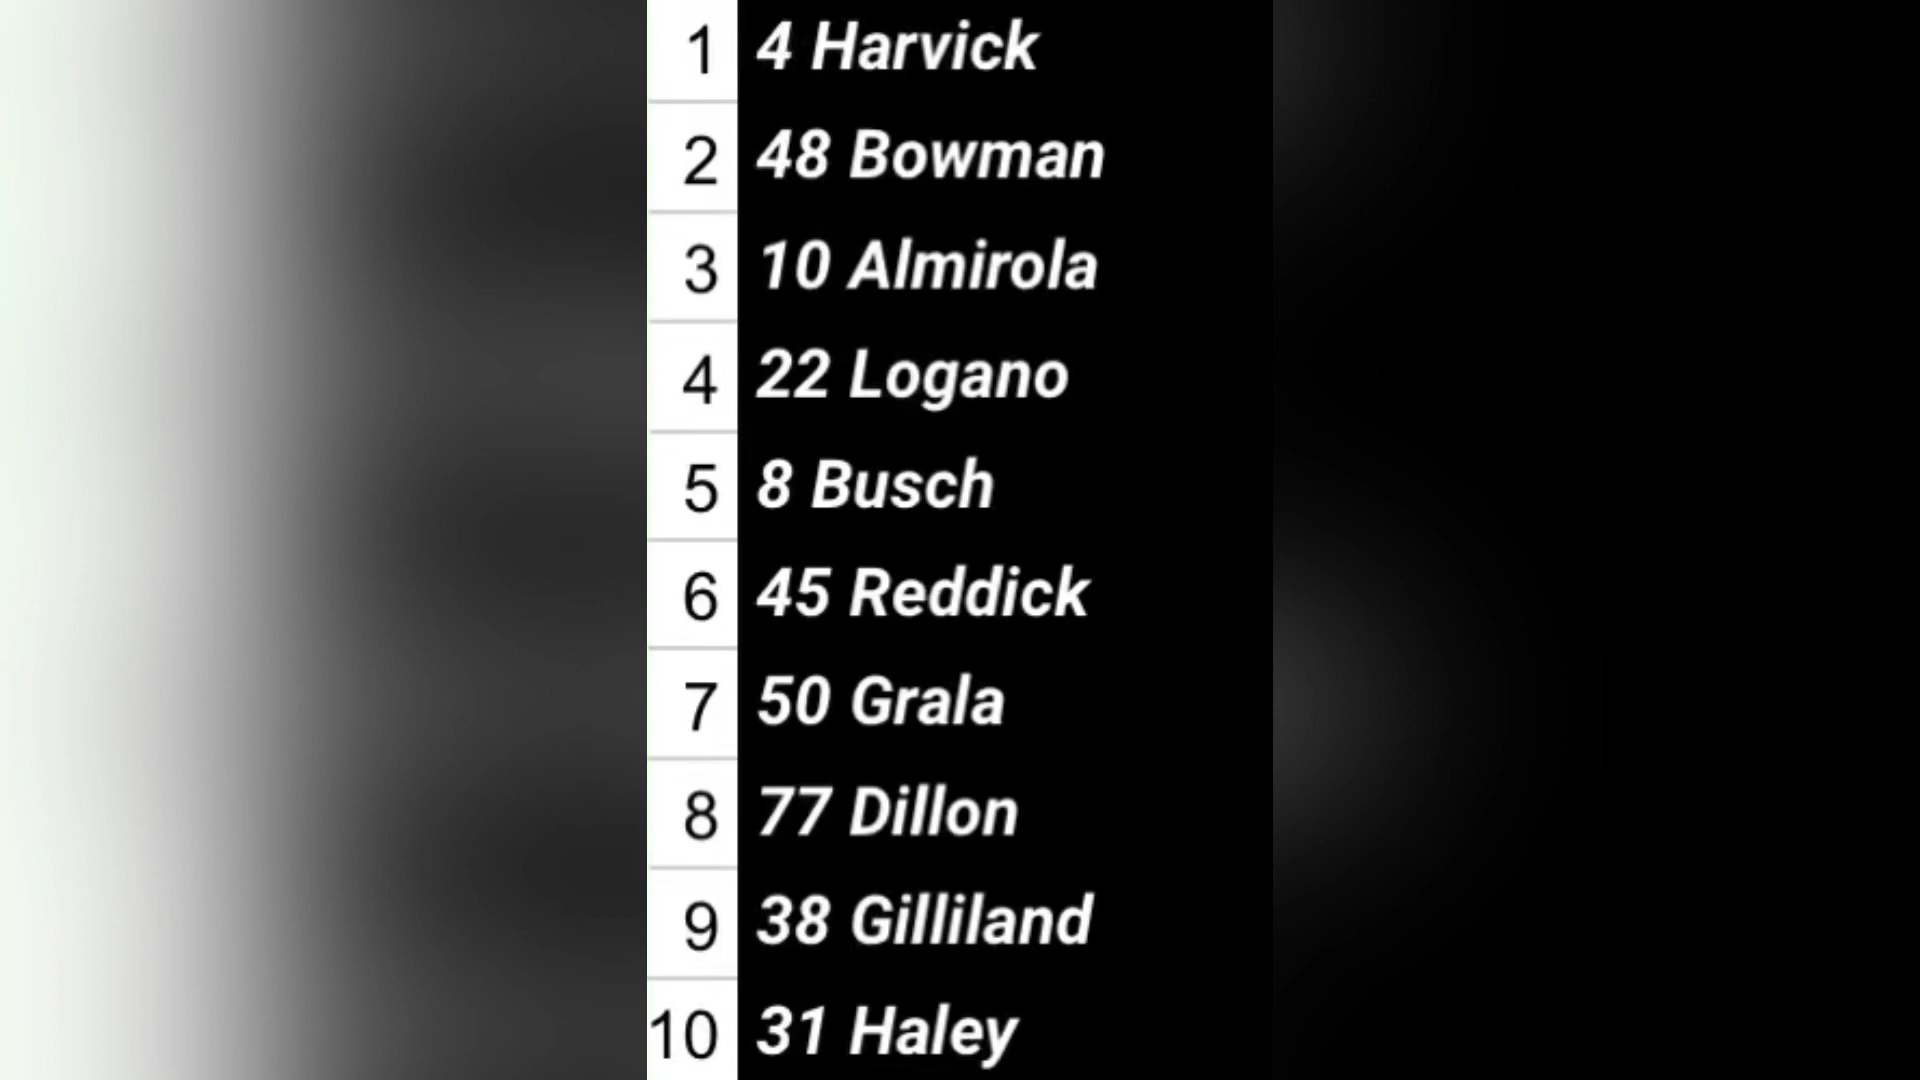 1 4 Harvick
2 48 Bowman
3 10 Almirola
4 22 Logano
5 8 Busch
6 45 Reddick
7 50 Grala
8 77 Dillon
9 38 Gilliland
10 31 Haley